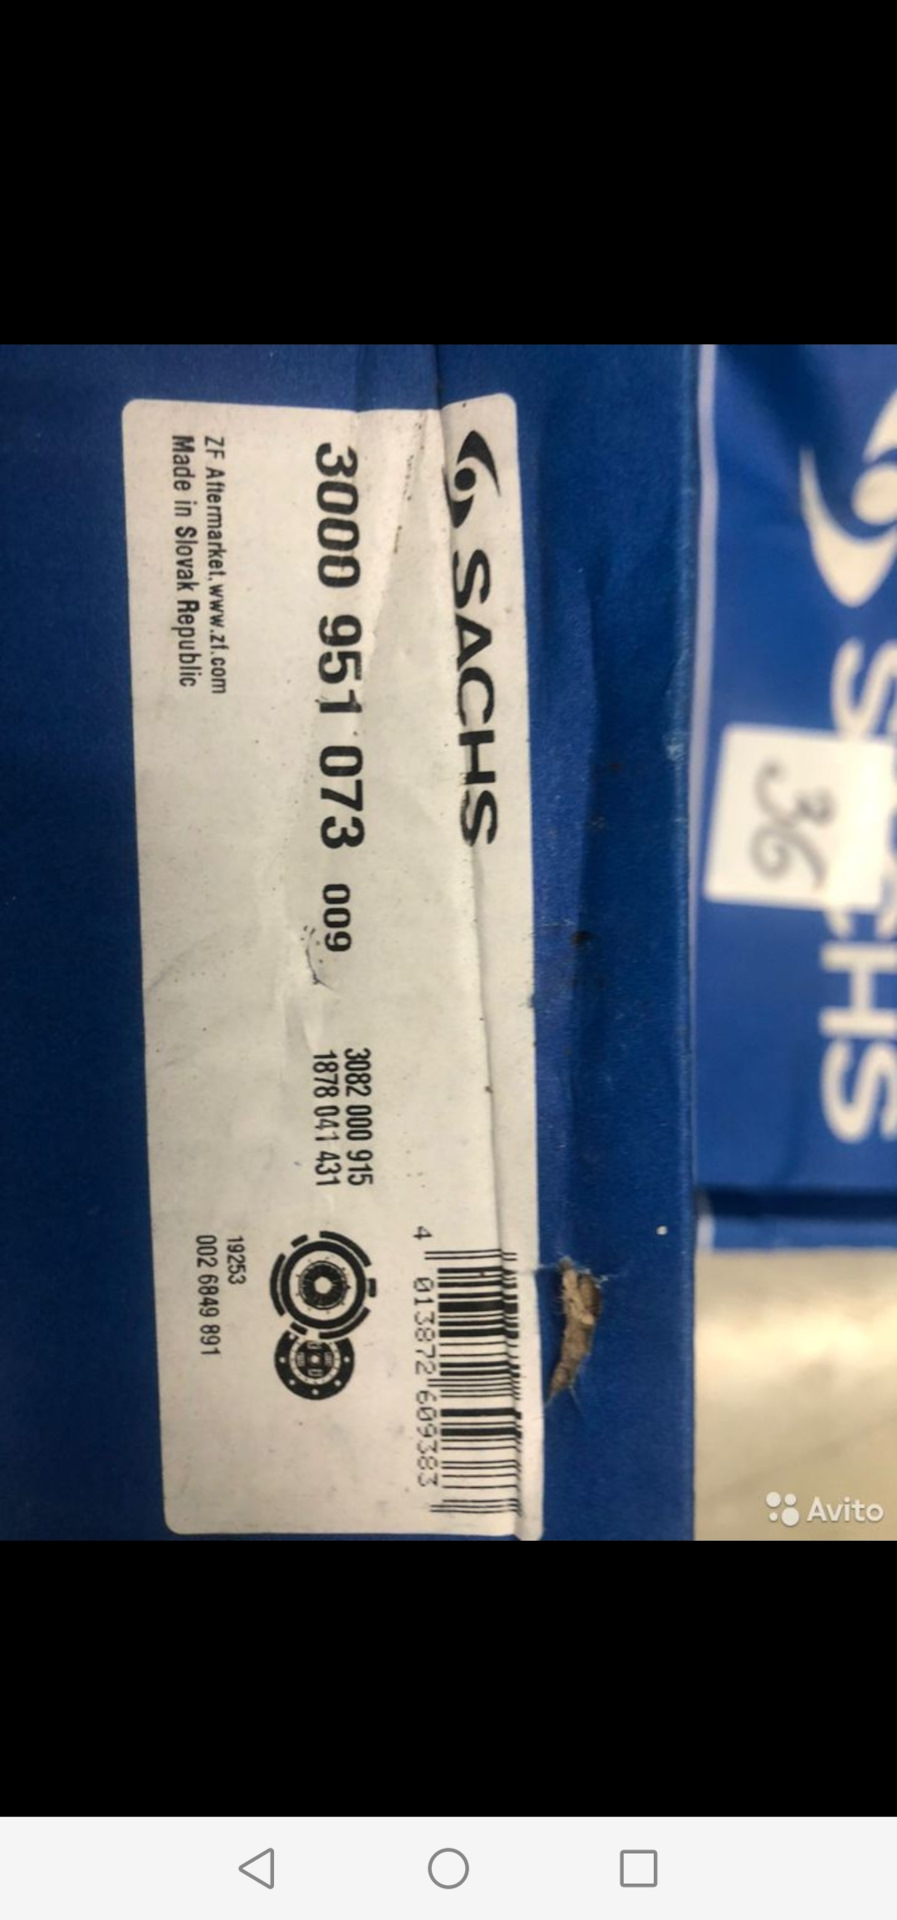 SACHS
4 013872 609383
3000 951 073 009
3082 000 915
1878 041 431
ZF Aftermarket.www.zf.com
Made in Slovak Republic
19253
002 6849 891
SACHS
36
Avito